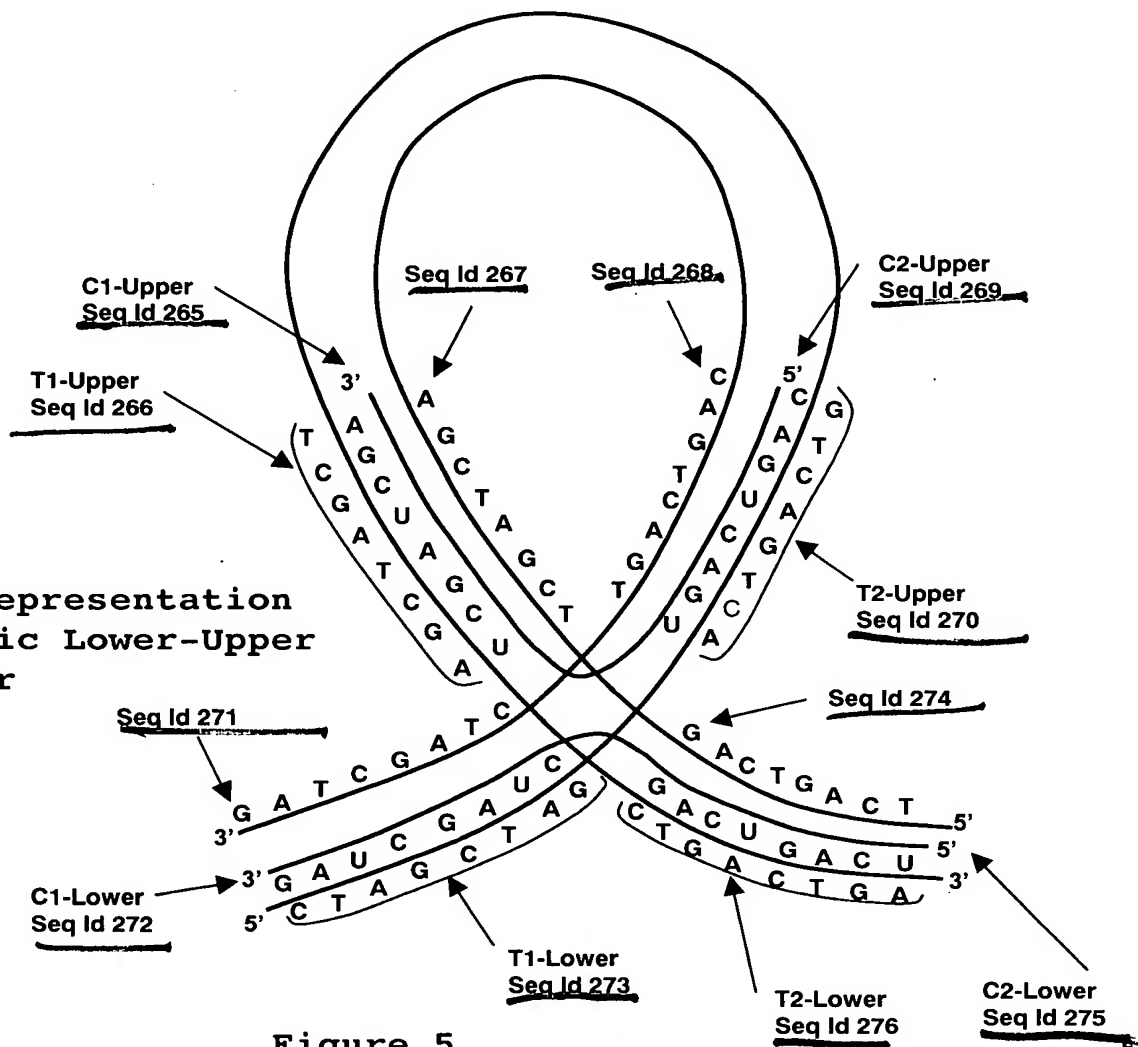 C1-Upper
Seq Id 265
Seq Id 267
Seq Id 268
C2-Upper
Seq Id 269
T1-Upper
Seq Id 266
3'
5'
A G C T A G C T
C A G T C A G T
T C G A T C G A
A G C U A G C U
C A G U C A G U
G T C A G T C A
T2-Upper
Seq Id 270
epresentation
ic Lower-Upper
r
Seq Id 271
Seq Id 274
G A T C G A T C
G A C T G A C T
3'
5'
3'
G A U C G A U C
G A C U G A C U
5'
3'
5'
C T A G C T A G
C T G A C T G A
C1-Lower
Seq Id 272
T1-Lower
Seq Id 273
T2-Lower
Seq Id 276
C2-Lower
Seq Id 275
Figure 5